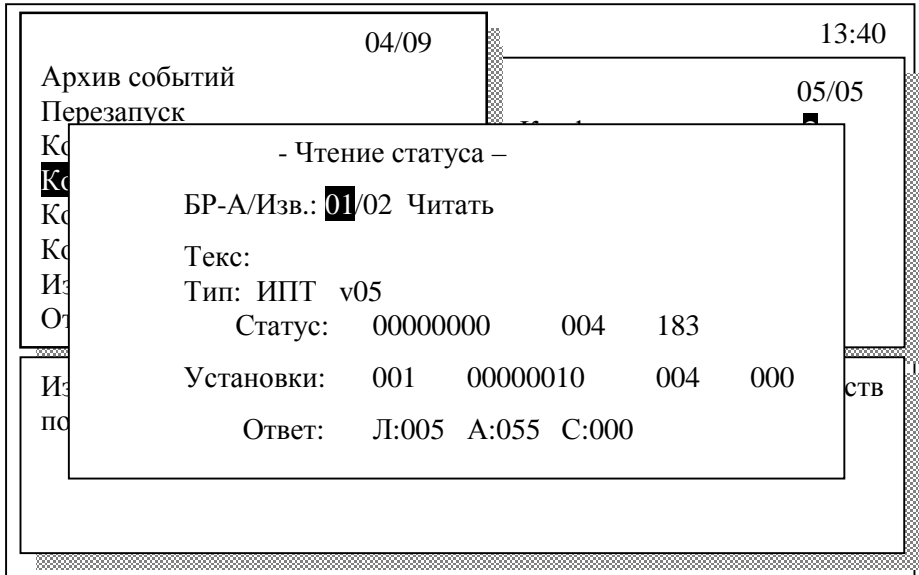 04/09
13:40
Архив событий
05/05
Перезапуск
- Чтение статуса –
БР-А/Изв.: 01/02 Читать
Текс:
Тип: ИПТ v05
Статус: 00000000 004 183
Установки: 001 00000010 004 000
Ответ: Л:005 А:055 С:000